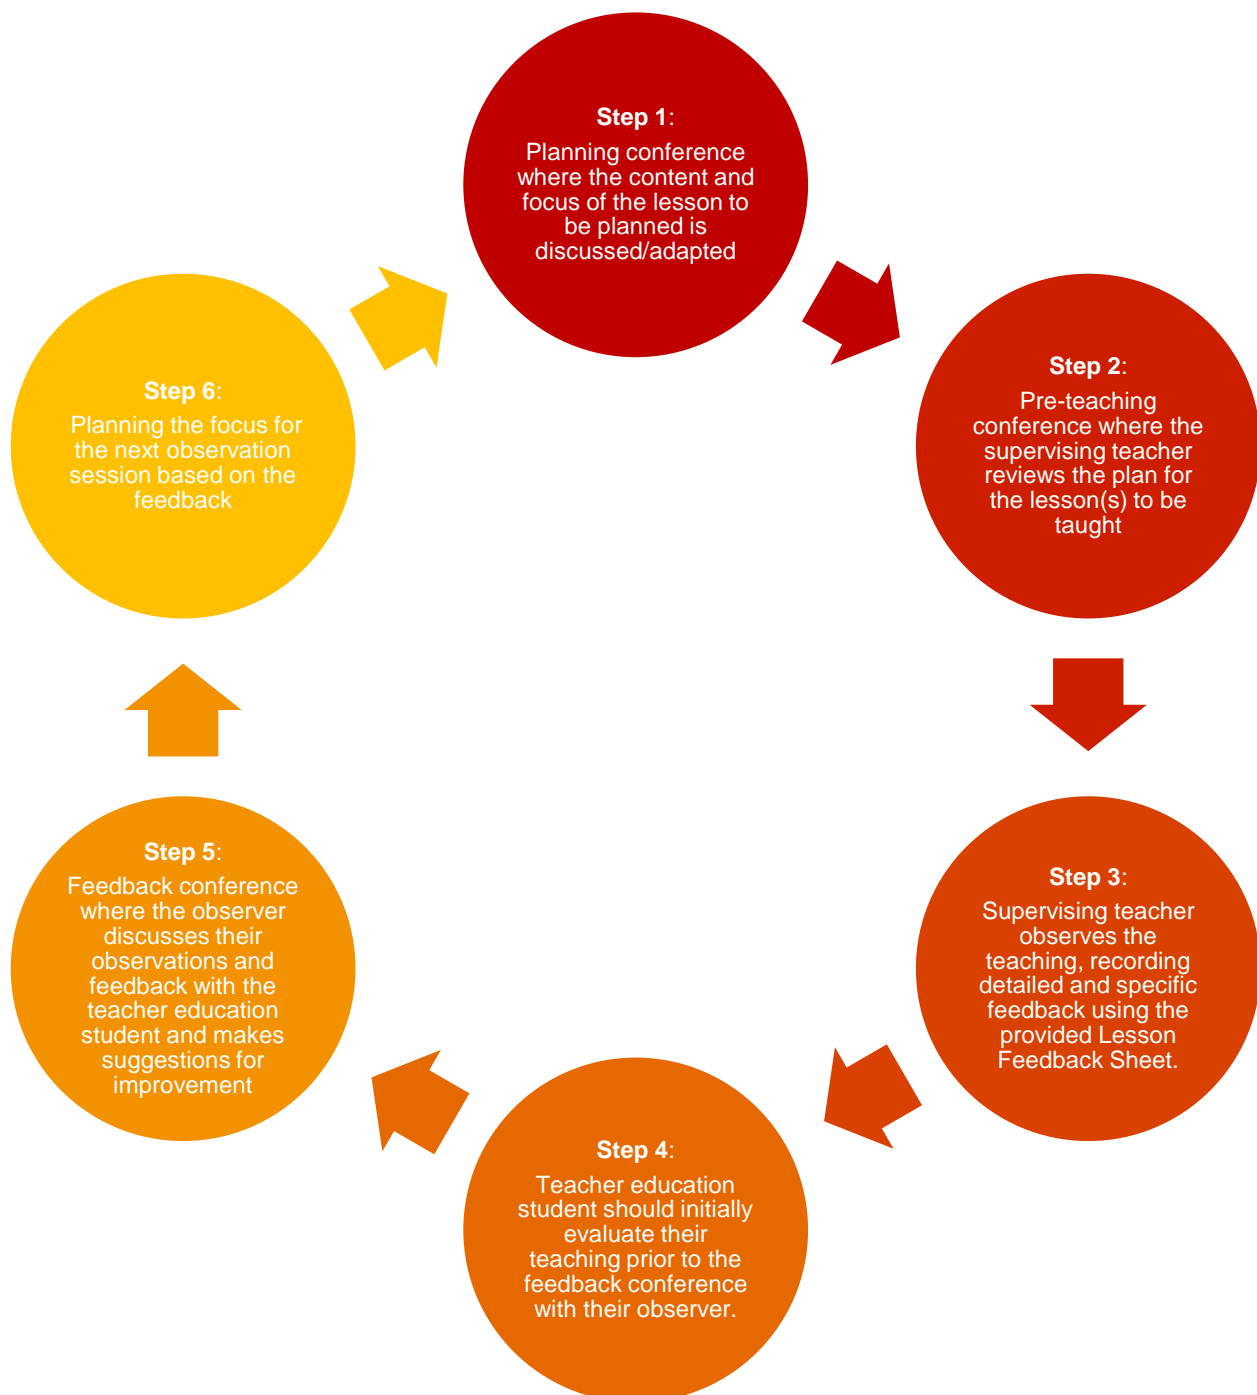 Step 1:
Planning conference
where the content and
focus of the lesson to
be planned is
discussed/adapted
Step 2:
Pre-teaching
conference where the
supervising teacher
reviews the plan for
the lesson(s) to be
taught
Step 3:
Supervising teacher
observes the
teaching, recording
detailed and specific
feedback using the
provided Lesson
Feedback Sheet.
Step 4:
Teacher education
student should initially
evaluate their
teaching prior to the
feedback conference
with their observer.
Step 5:
Feedback conference
where the observer
discusses their
observations and
feedback with the
teacher education
student and makes
suggestions for
improvement
Step 6:
Planning the focus for
the next observation
session based on the
feedback